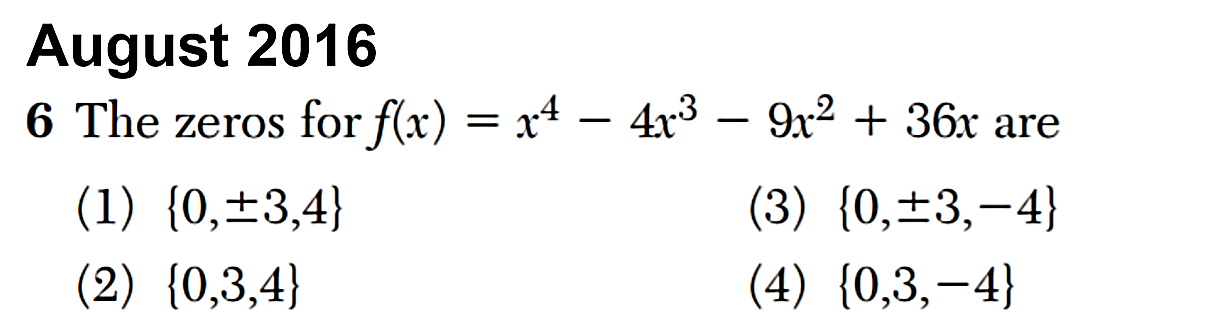 August 2016
6 The zeros for f(x) = x⁴ − 4x³ − 9x² + 36x are
(1) {0,±3,4} (3) {0,±3,−4}
(2) {0,3,4} (4) {0,3,−4}